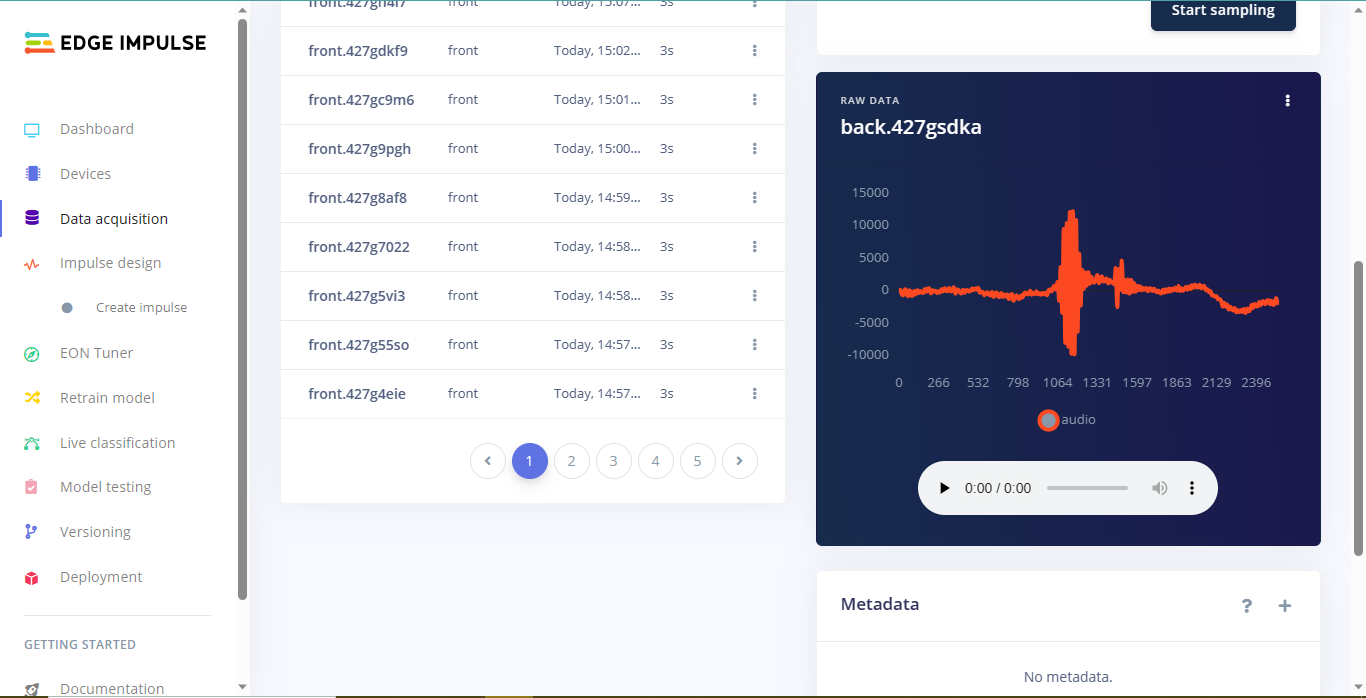 EDGE IMPULSE
Dashboard
Devices
Data acquisition
Impulse design
Create impulse
EON Tuner
Retrain model
Live classification
Model testing
Versioning
Deployment
GETTING STARTED
Documentation
front Today, 15:07... 3s
front.427gdkf9 front Today, 15:02... 3s
front.427gc9m6 front Today, 15:01... 3s
front.427g9pgh front Today, 15:00... 3s
front.427g8af8 front Today, 14:59... 3s
front.427g7022 front Today, 14:58... 3s
front.427g5vi3 front Today, 14:58... 3s
front.427g55so front Today, 14:57... 3s
front.427g4eie front Today, 14:57... 3s
1 2 3 4 5
Start sampling
RAW DATA
back.427gsdka
15000
10000
5000
0
-5000
-10000
0 266 532 798 1064 1331 1597 1863 2129 2396
audio
0:00 / 0:00
Metadata ? +
No metadata.